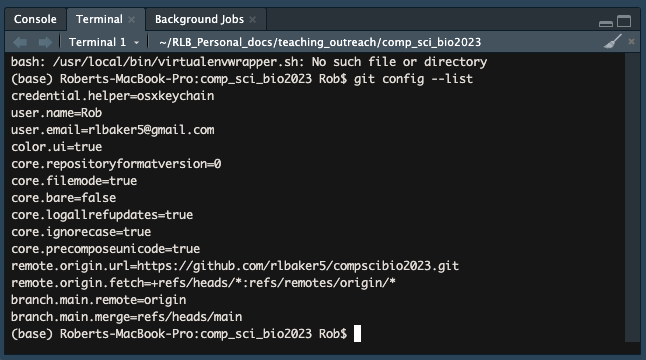 Console Terminal × Background Jobs ×
Terminal 1 ~/RLB_Personal_docs/teaching_outreach/comp_sci_bio2023
bash: /usr/local/bin/virtualenvwrapper.sh: No such file or directory
(base) Roberts-MacBook-Pro:comp_sci_bio2023 Rob$ git config --list
credential.helper=osxkeychain
user.name=Rob
user.email=rlbaker5@gmail.com
color.ui=true
core.repositoryformatversion=0
core.filemode=true
core.bare=false
core.logallrefupdates=true
core.ignorecase=true
core.precomposeunicode=true
remote.origin.url=https://github.com/rlbaker5/compscibio2023.git
remote.origin.fetch=+refs/heads/*:refs/remotes/origin/*
branch.main.remote=origin
branch.main.merge=refs/heads/main
(base) Roberts-MacBook-Pro:comp_sci_bio2023 Rob$